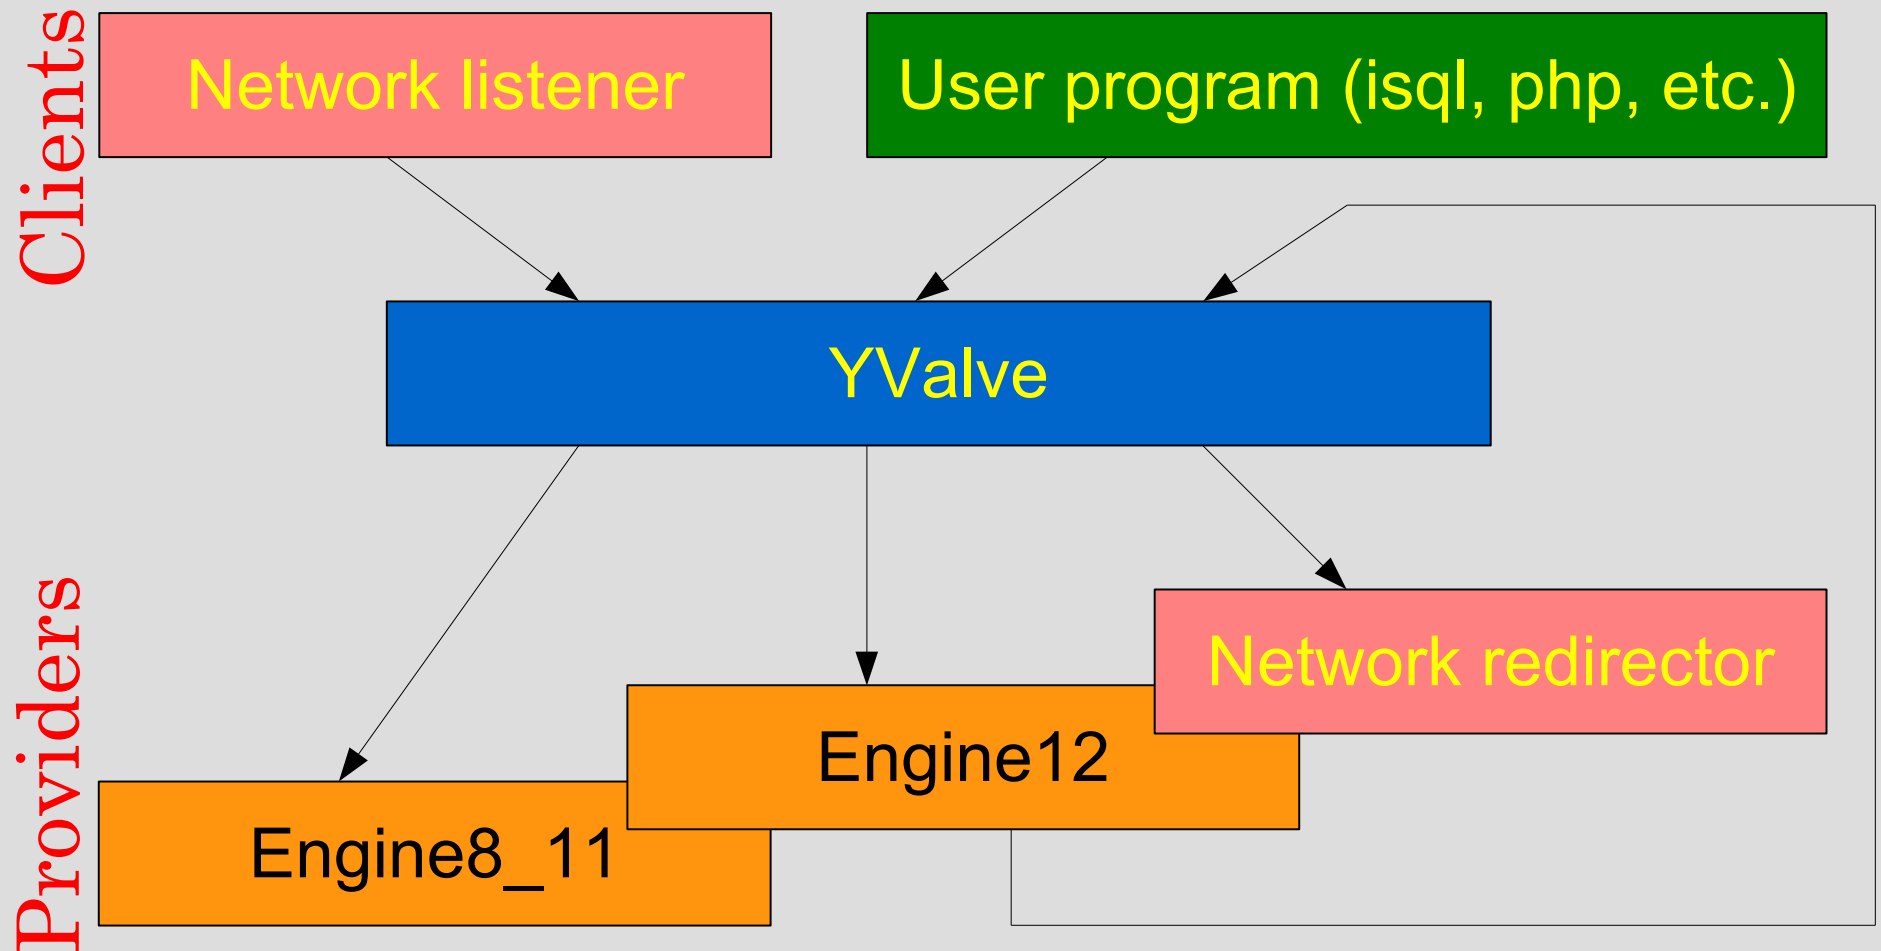 Clients
Network listener
User program (isql, php, etc.)
YValve
Providers
Network redirector
Engine12
Engine8_11